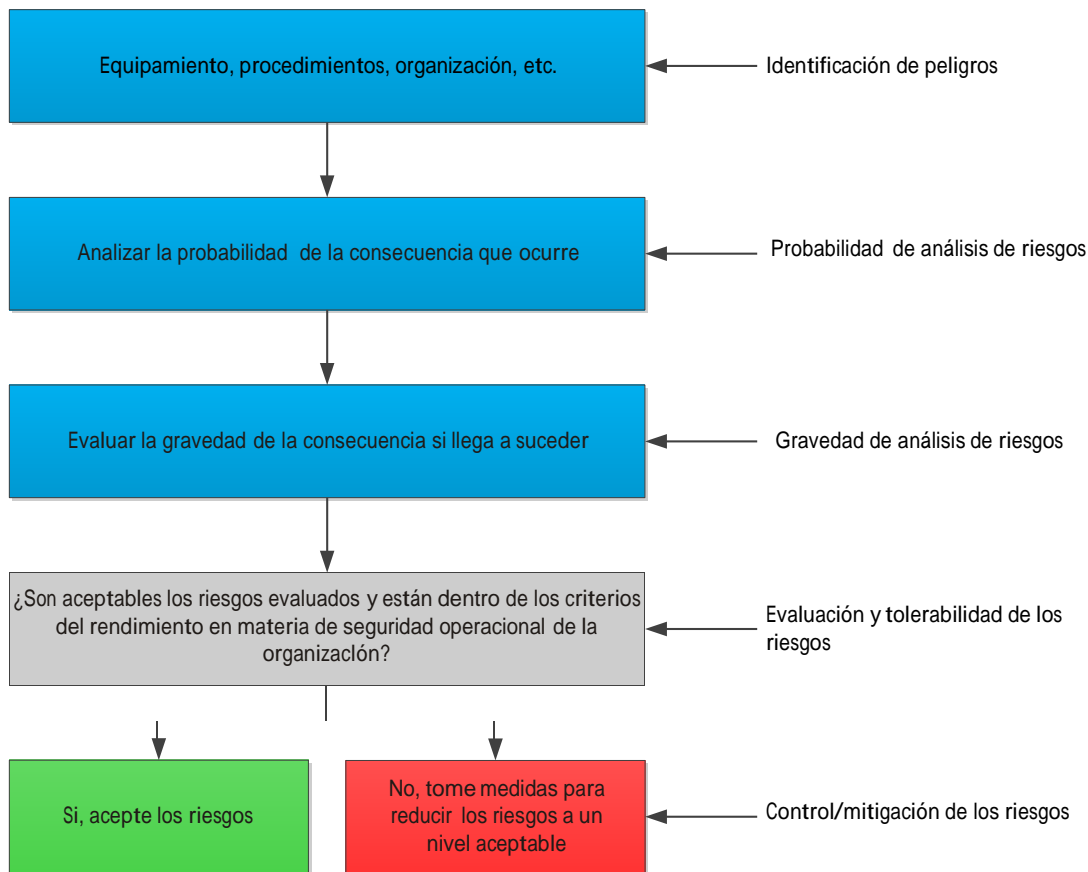 Equipamiento, procedimientos, organización, etc.
Identificación de peligros
Analizar la probabilidad de la consecuencia que ocurre
Probabilidad de análisis de riesgos
Evaluar la gravedad de la consecuencia si llega a suceder
Gravedad de análisis de riesgos
¿Son aceptables los riesgos evaluados y están dentro de los criterios
del rendimiento en materia de seguridad operacional de la
organizaclón?
Evaluación y tolerabilidad de los
riesgos
Si, acepte los riesgos
No, tome medidas para
reducir los riesgos a un
nivel aceptable
Control/mitigación de los riesgos